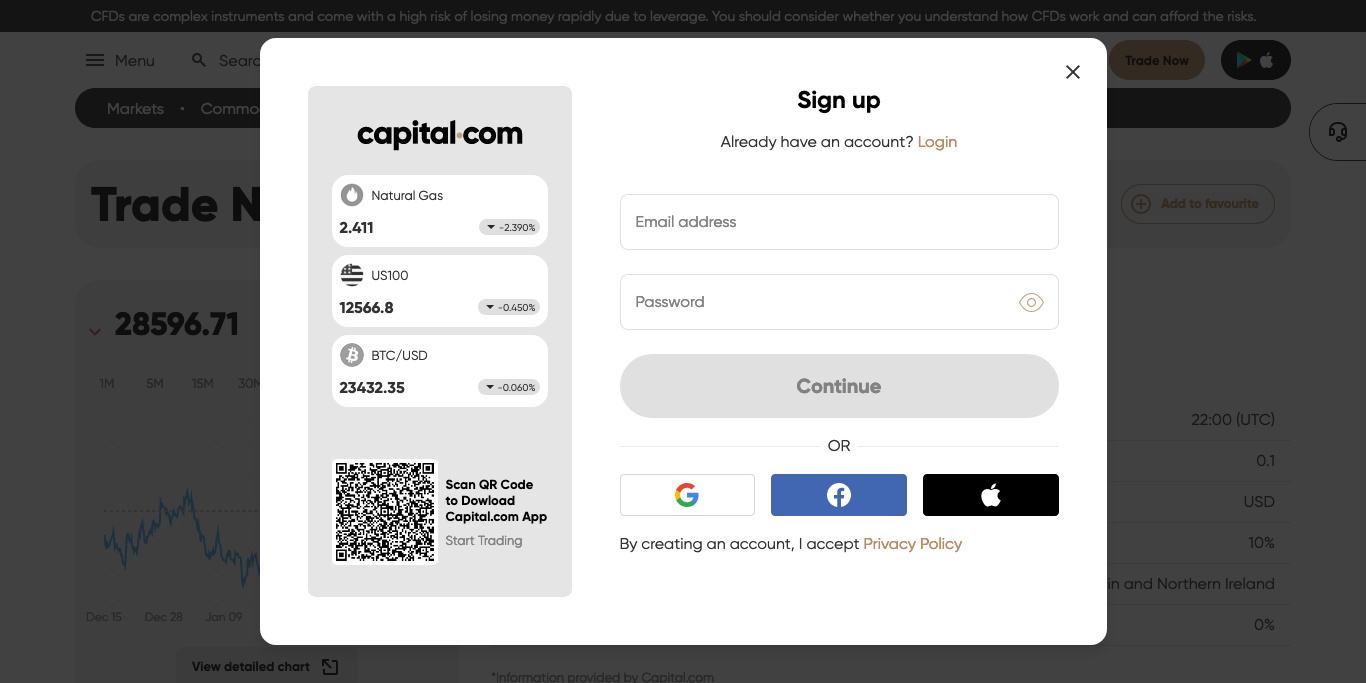 CFDs are complex instruments and come with a high risk of losing money rapidly due to leverage. You should consider whether you understand how CFDs work and can afford the risks.
Menu
Trade Now
Markets • Commo
Trade N
Add to favourite
28596.71
1M 5M 15M 30M
Dec 15 Dec 28 Jan 09
View detailed chart
capital.com
Natural Gas
2.411 -2.390%
US100
12566.8 -0.450%
BTC/USD
23432.35 -0.060%
Scan QR Code
to Dowload
Capital.com App
Start Trading
Sign up
Already have an account? Login
Email address
Password
Continue
OR
By creating an account, I accept Privacy Policy
22:00 (UTC)
0.1
USD
10%
in and Northern Ireland
0%
*Information provided by Capital.com